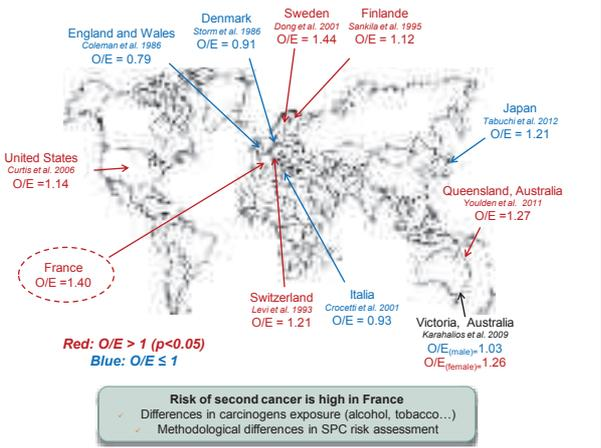 Sweden
Dong et al. 2001
O/E = 1.44
Finlande
Sankila et al. 1995
O/E = 1.12
Denmark
Storm et al. 1986
O/E = 0.91
England and Wales
Coleman et al. 1986
O/E = 0.79
Japan
Tabuchi et al. 2012
O/E = 1.21
United States
Curtis et al. 2006
O/E =1.14
Queensland, Australia
Youlden et al. 2011
O/E =1.27
France
O/E =1.40
Switzerland
Levi et al. 1993
O/E = 1.21
Italia
Crocetti et al. 2001
O/E = 0.93
Victoria, Australia
Karahalios et al. 2009
O/E(male)=1.03
O/E(female)=1.26
Red: O/E > 1 (p<0.05)
Blue: O/E ≤ 1
Risk of second cancer is high in France
✓ Differences in carcinogens exposure (alcohol, tobacco…)
✓ Methodological differences in SPC risk assessment